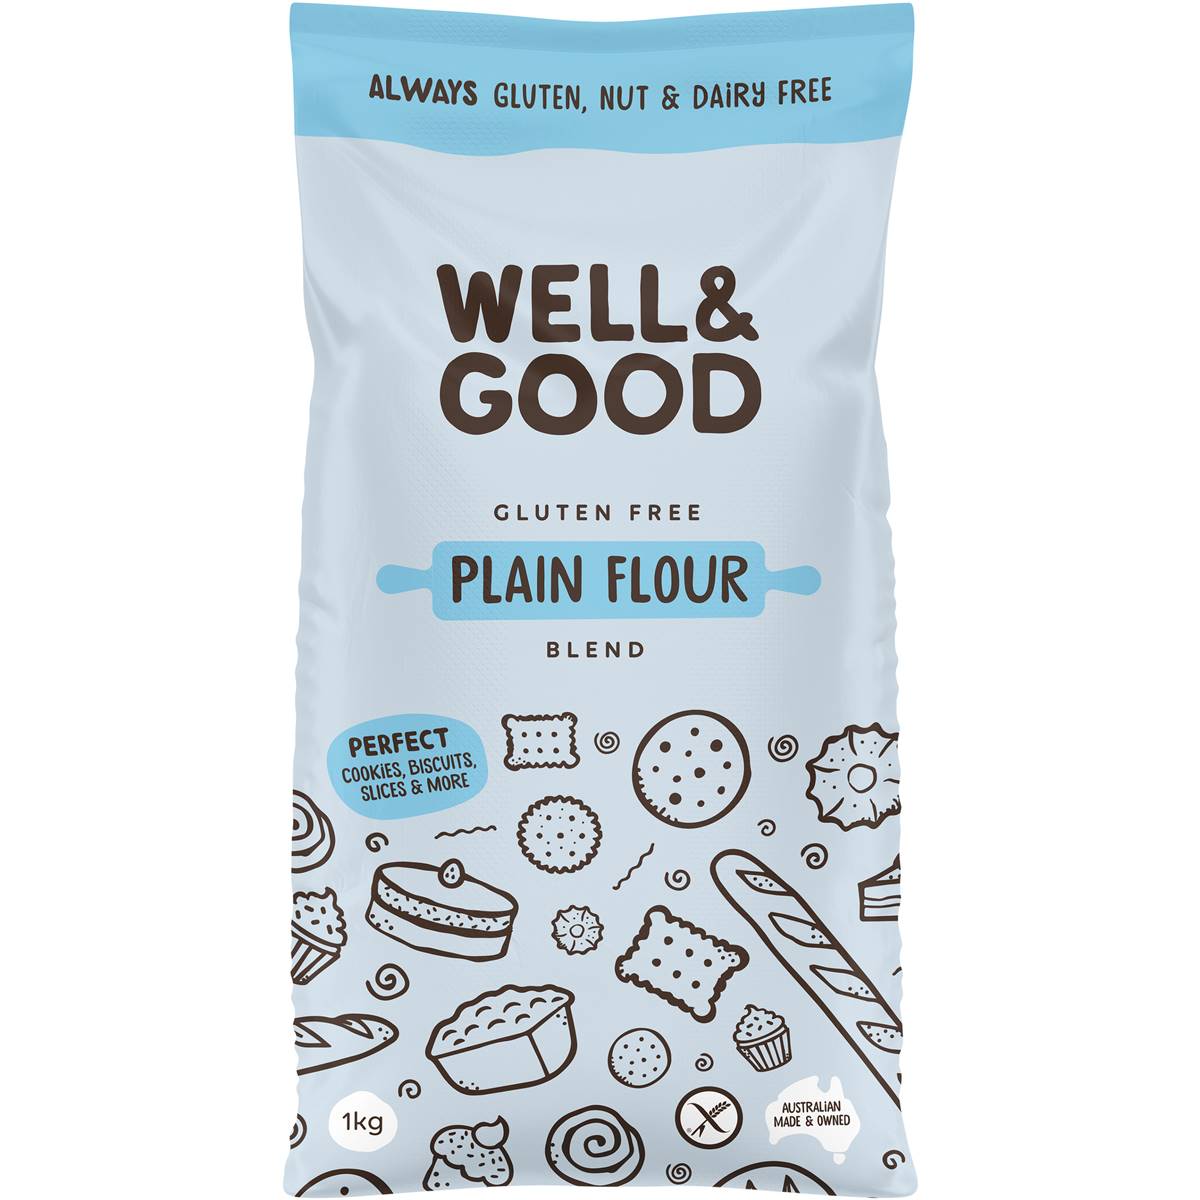 ALWAYS GLUTEN, NUT & DAIRY FREE
WELL &
GOOD
GLUTEN FREE
PLAIN FLOUR
BLEND
PERFECT
COOKIES, BISCUITS,
SLICES & MORE
1kg
®
AUSTRALIAN
MADE & OWNED